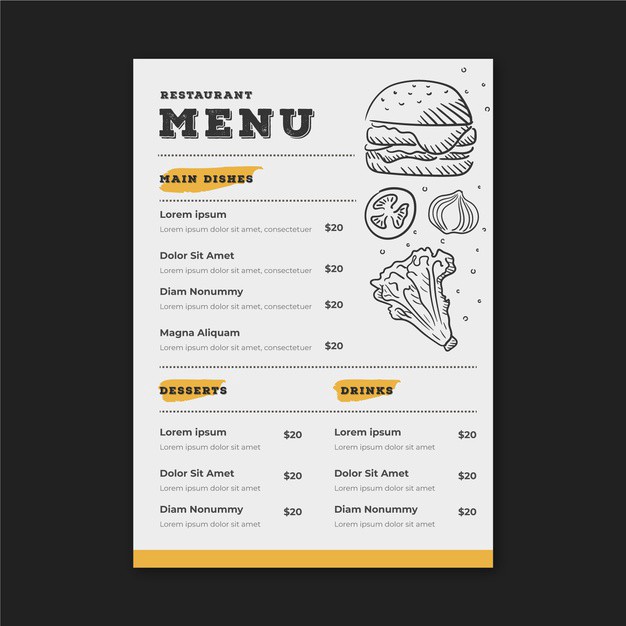 RESTAURANT
MENU
MAIN DISHES
Lorem ipsum
Lorem ipsum dolor sit amet, consectetuer $20
Dolor Sit Amet
Lorem ipsum dolor sit amet, consectetuer $20
Diam Nonummy
Lorem ipsum dolor sit amet, consectetuer $20
Magna Aliquam
Lorem ipsum dolor sit amet, consectetuer $20
DESSERTS
Lorem ipsum $20
Lorem ipsum dolor sit amet
Dolor Sit Amet $20
Lorem ipsum dolor sit amet
Diam Nonummy $20
Lorem ipsum dolor sit amet
DRINKS
Lorem ipsum $20
Lorem ipsum dolor sit amet
Dolor Sit Amet $20
Lorem ipsum dolor sit amet
Diam Nonummy $20
Lorem ipsum dolor sit amet